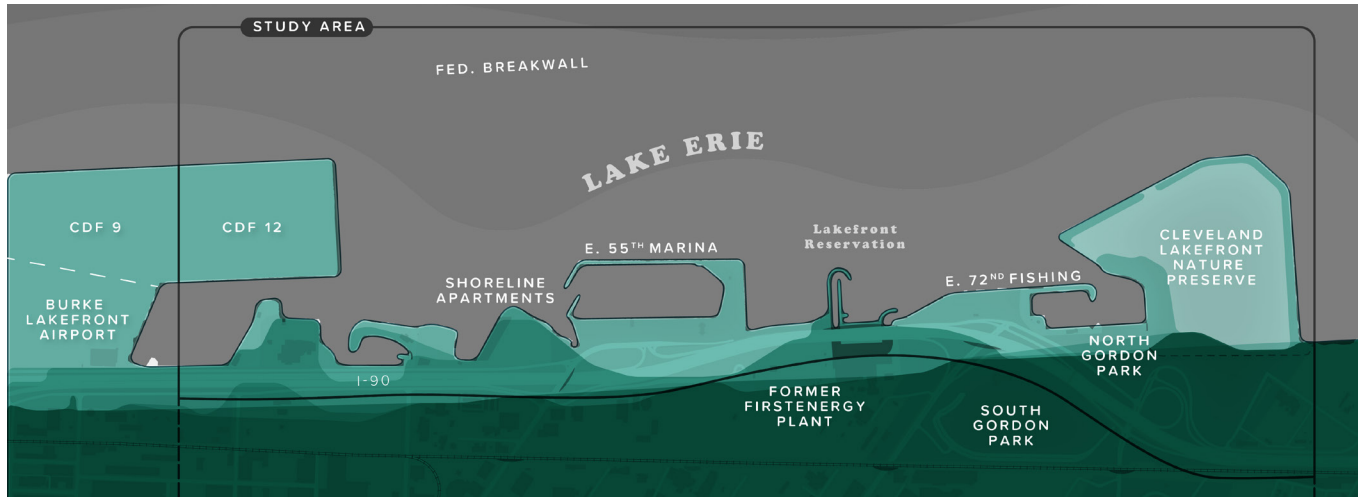 STUDY AREA
FED. BREAKWALL
LAKE ERIE
CDF 9
CDF 12
Lakefront
Reservation
E. 55TH MARINA
CLEVELAND
LAKEFRONT
NATURE
PRESERVE
SHORELINE
APARTMENTS
E. 72ND FISHING
BURKE
LAKEFRONT
AIRPORT
NORTH
GORDON
PARK
I-90
FORMER
FIRSTENERGY
PLANT
SOUTH
GORDON
PARK